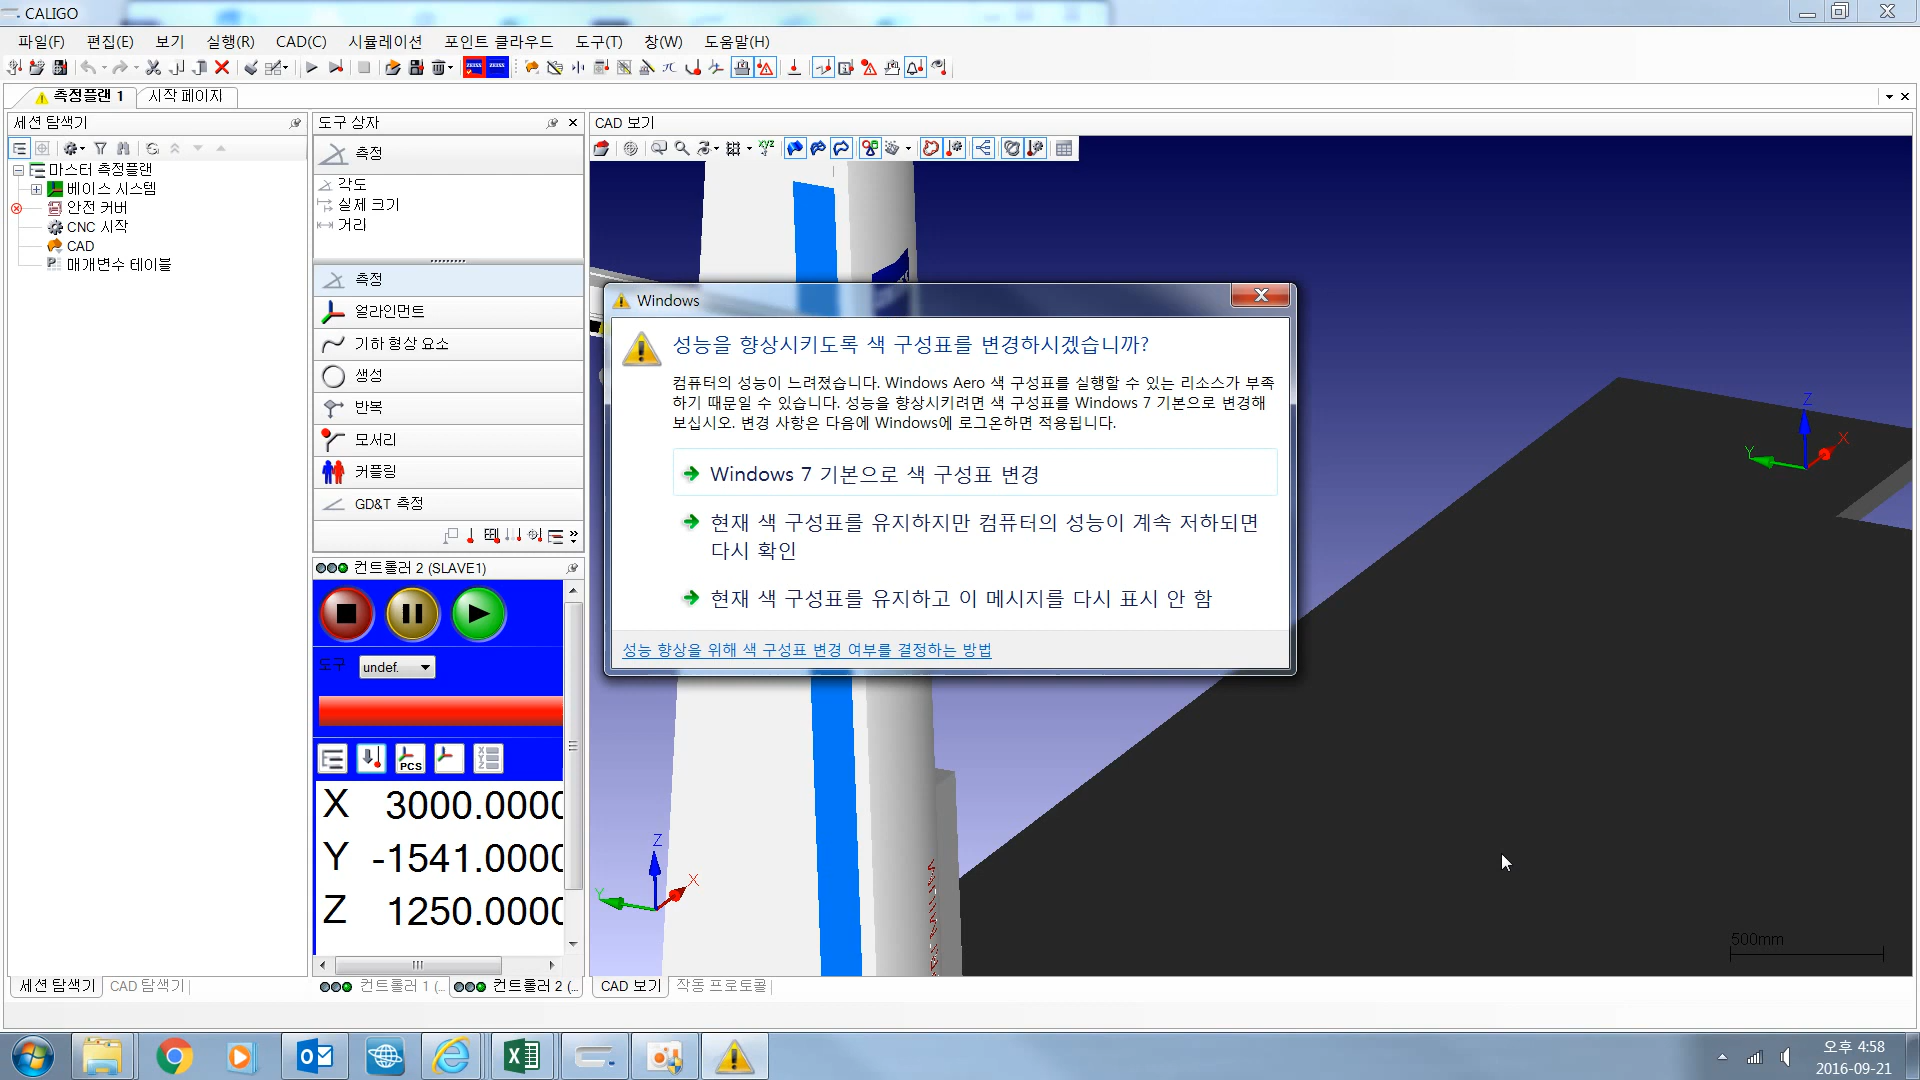 CALIGO
파일(F) 편집(E) 보기 실행(R) CAD(C) 시뮬레이션 포인트 클라우드 도구(T) 창(W) 도움말(H)
측정플랜 1 시작 페이지
세션 탐색기
마스터 측정플랜
베이스 시스템
안전 커버
CNC 시작
CAD
매개변수 테이블
세션 탐색기 CAD 탐색기
도구 상자
측정
각도
실제 크기
거리
측정
얼라인먼트
기하 형상 요소
생성
반복
모서리
커플링
GD&T 측정
컨트롤러 2 (SLAVE1)
도구 undef.
PCS
X 3000.0000
Y -1541.0000
Z 1250.0000
컨트롤러 1 (... 컨트롤러 2 (...
CAD 보기
xyz
Z
X
Y
Z
X
Y
500mm
CAD 보기 작동 프로토콜
Windows
성능을 향상시키도록 색 구성표를 변경하시겠습니까?
컴퓨터의 성능이 느려졌습니다. Windows Aero 색 구성표를 실행할 수 있는 리소스가 부족
하기 때문일 수 있습니다. 성능을 향상시키려면 색 구성표를 Windows 7 기본으로 변경해
보십시오. 변경 사항은 다음에 Windows에 로그온하면 적용됩니다.
Windows 7 기본으로 색 구성표 변경
현재 색 구성표를 유지하지만 컴퓨터의 성능이 계속 저하되면
다시 확인
현재 색 구성표를 유지하고 이 메시지를 다시 표시 안 함
성능 향상을 위해 색 구성표 변경 여부를 결정하는 방법
오후 4:58
2016-09-21